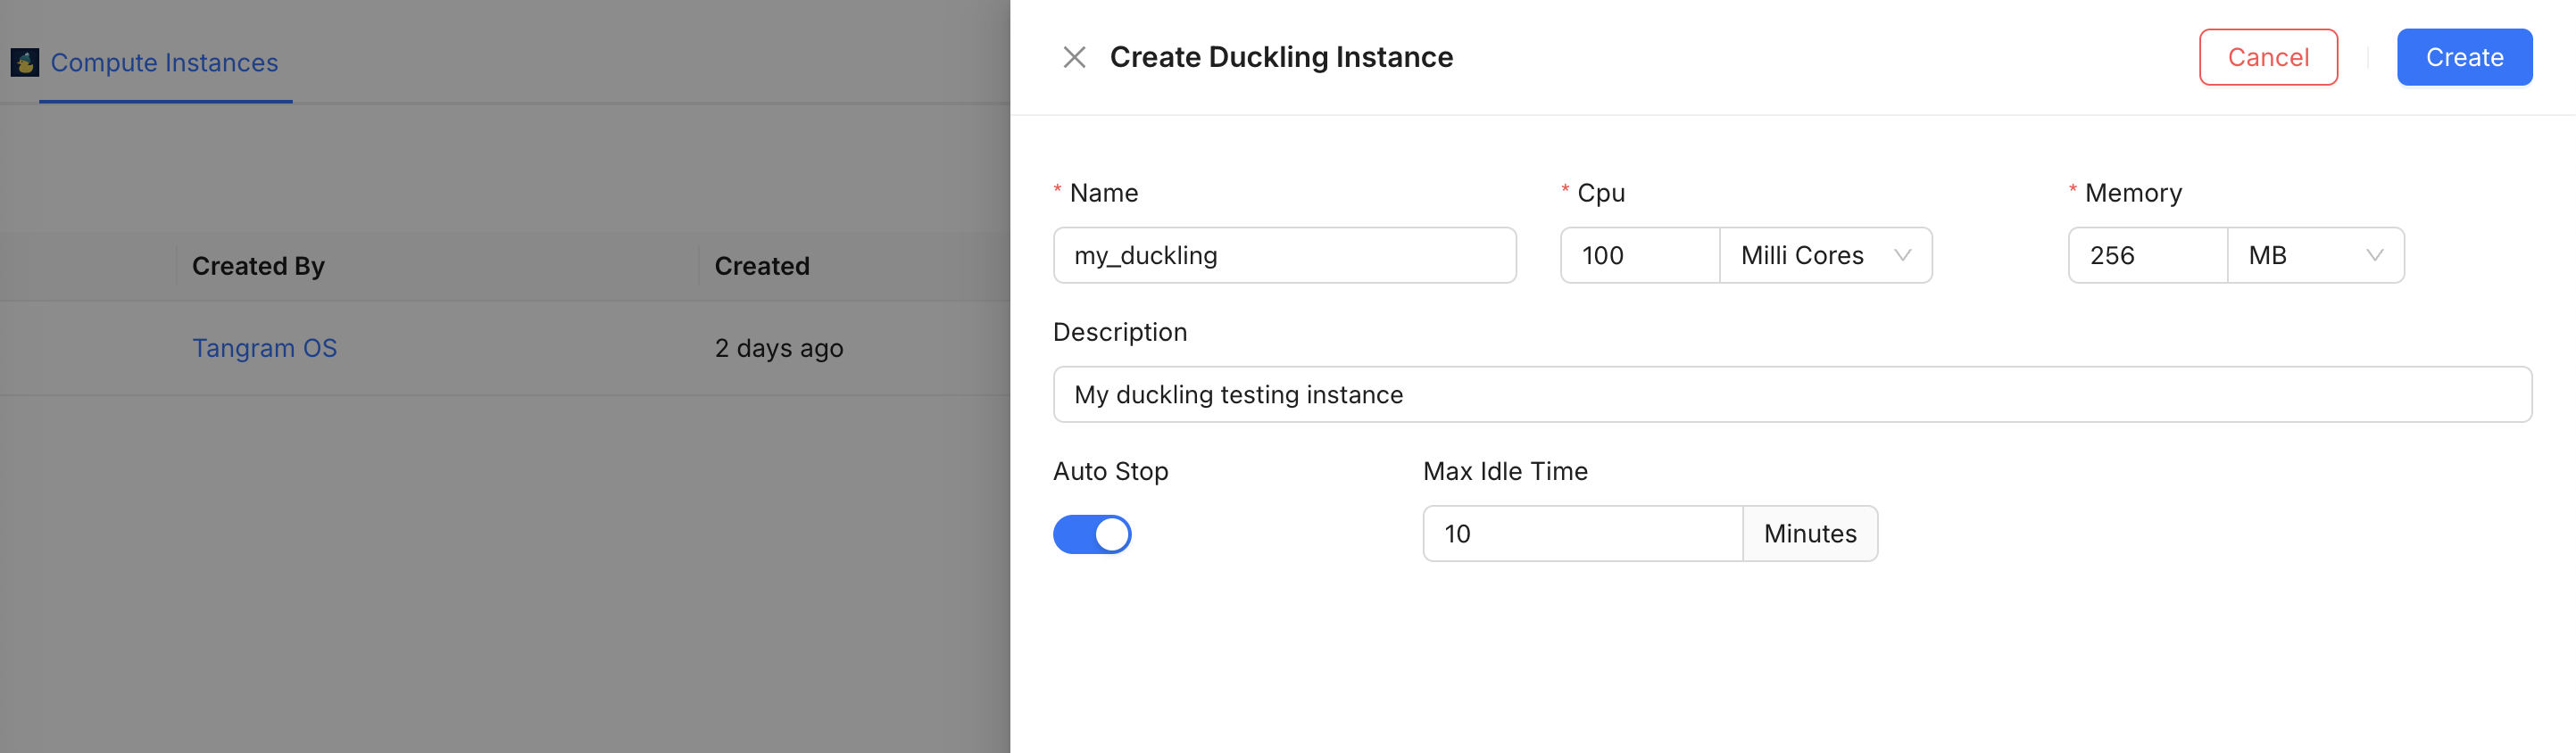 Compute Instances
Created By
Created
Tangram OS
2 days ago
Create Duckling Instance
Cancel
Create
* Name
* Cpu
* Memory
my_duckling
100
Milli Cores
256
MB
Description
My duckling testing instance
Auto Stop
Max Idle Time
10
Minutes